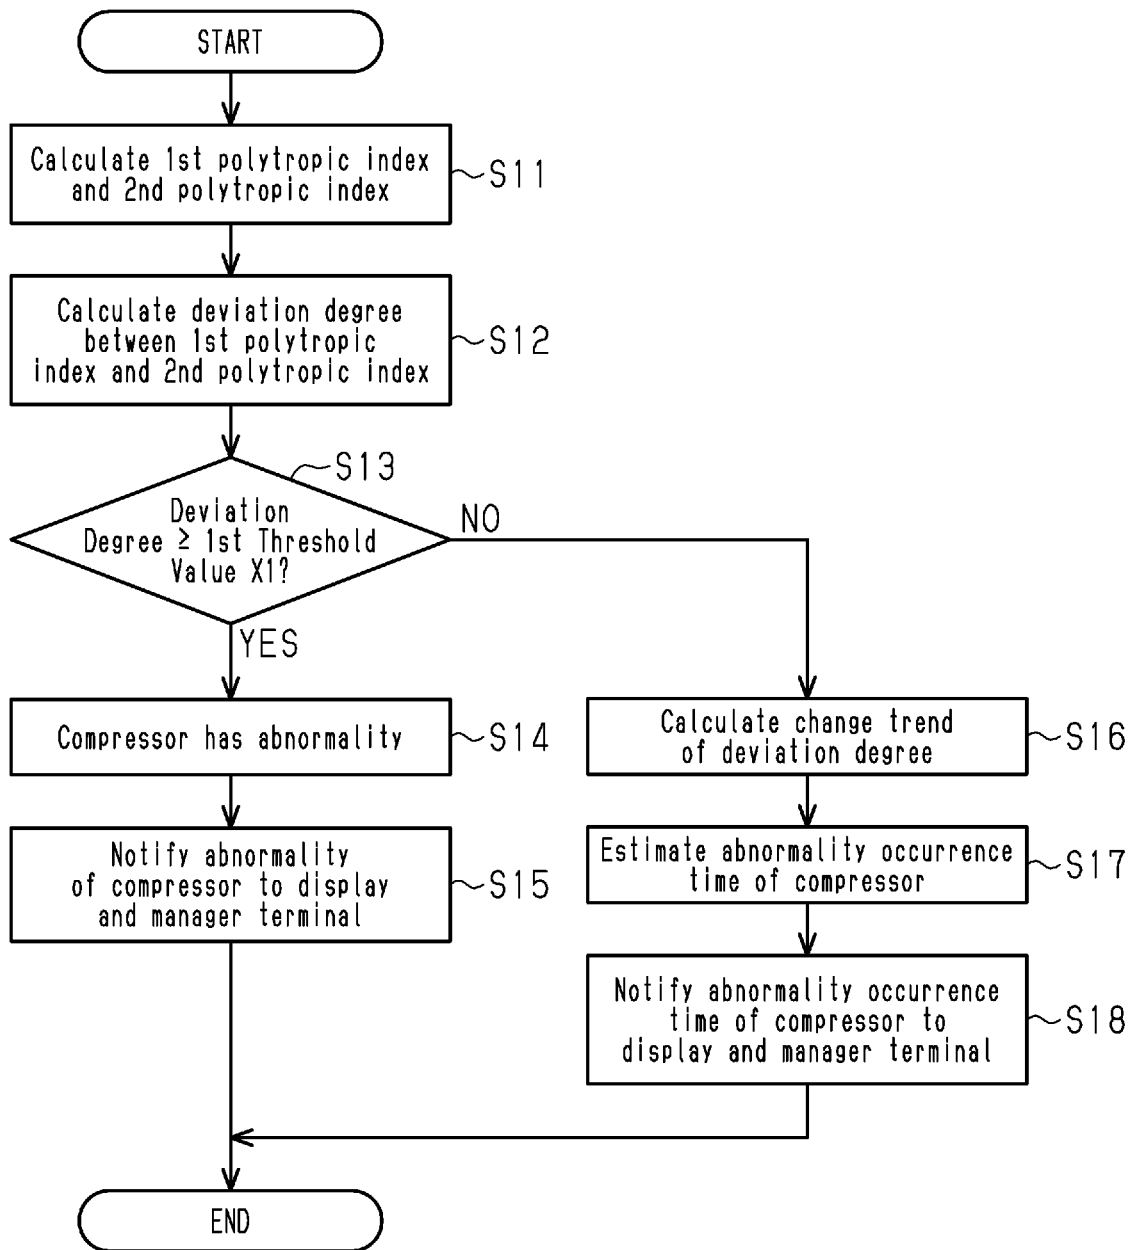 START
Calculate 1st polytropic index
and 2nd polytropic index
S11
Calculate deviation degree
between 1st polytropic
index and 2nd polytropic index
S12
S13
Deviation
Degree ≥ 1st Threshold
Value X1?
NO
YES
Compressor has abnormality
S14
Notify abnormality
of compressor to display
and manager terminal
S15
Calculate change trend
of deviation degree
S16
Estimate abnormality occurrence
time of compressor
S17
Notify abnormality occurrence
time of compressor to
display and manager terminal
S18
END